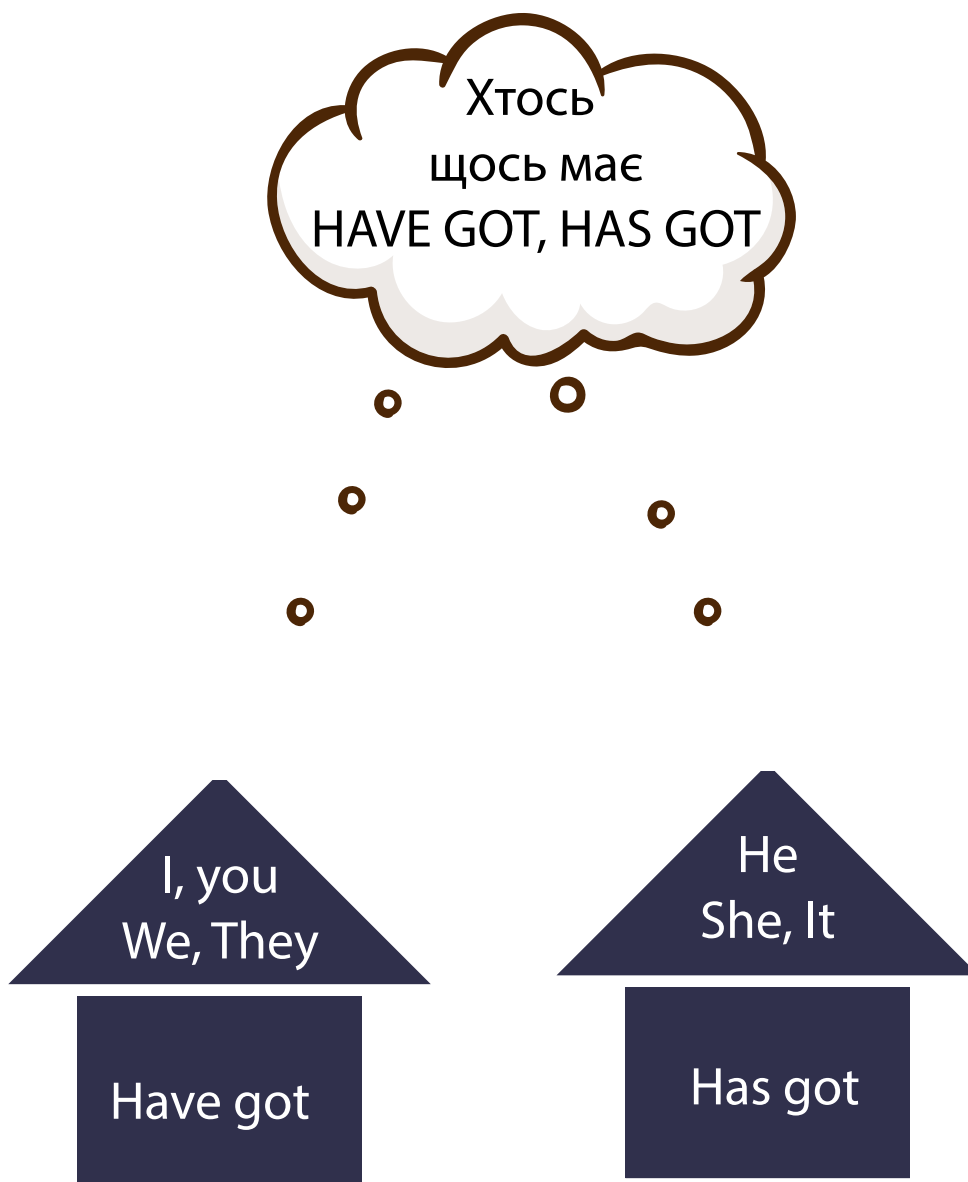 Хтось
щось має
HAVE GOT, HAS GOT
I, you
We, They
Have got
He
She, It
Has got